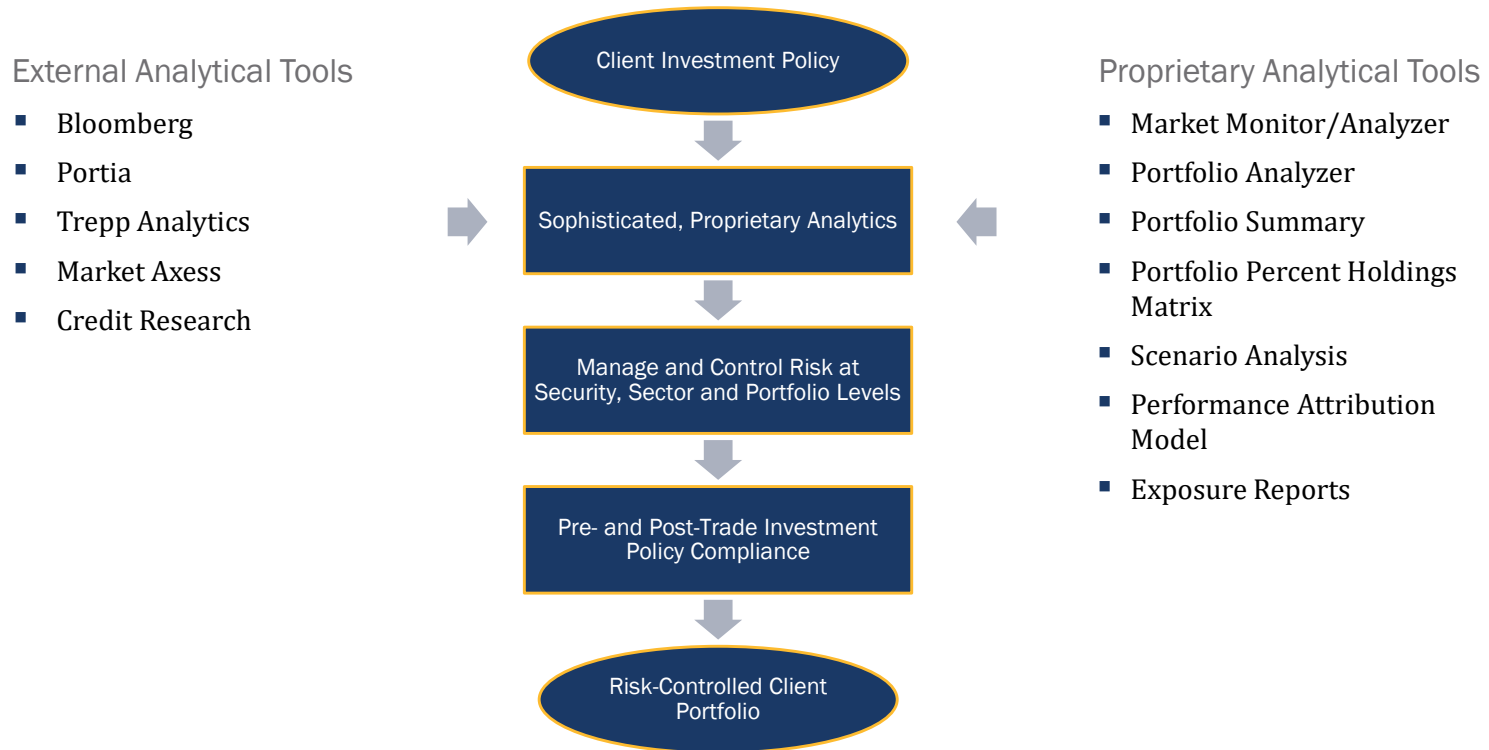 External Analytical Tools
Bloomberg
Portia
Trepp Analytics
Market Axess
Credit Research
Client Investment Policy
Sophisticated, Proprietary Analytics
Manage and Control Risk at
Security, Sector and Portfolio Levels
Pre- and Post-Trade Investment
Policy Compliance
Risk-Controlled Client
Portfolio
Proprietary Analytical Tools
Market Monitor/Analyzer
Portfolio Analyzer
Portfolio Summary
Portfolio Percent Holdings
Matrix
Scenario Analysis
Performance Attribution
Model
Exposure Reports